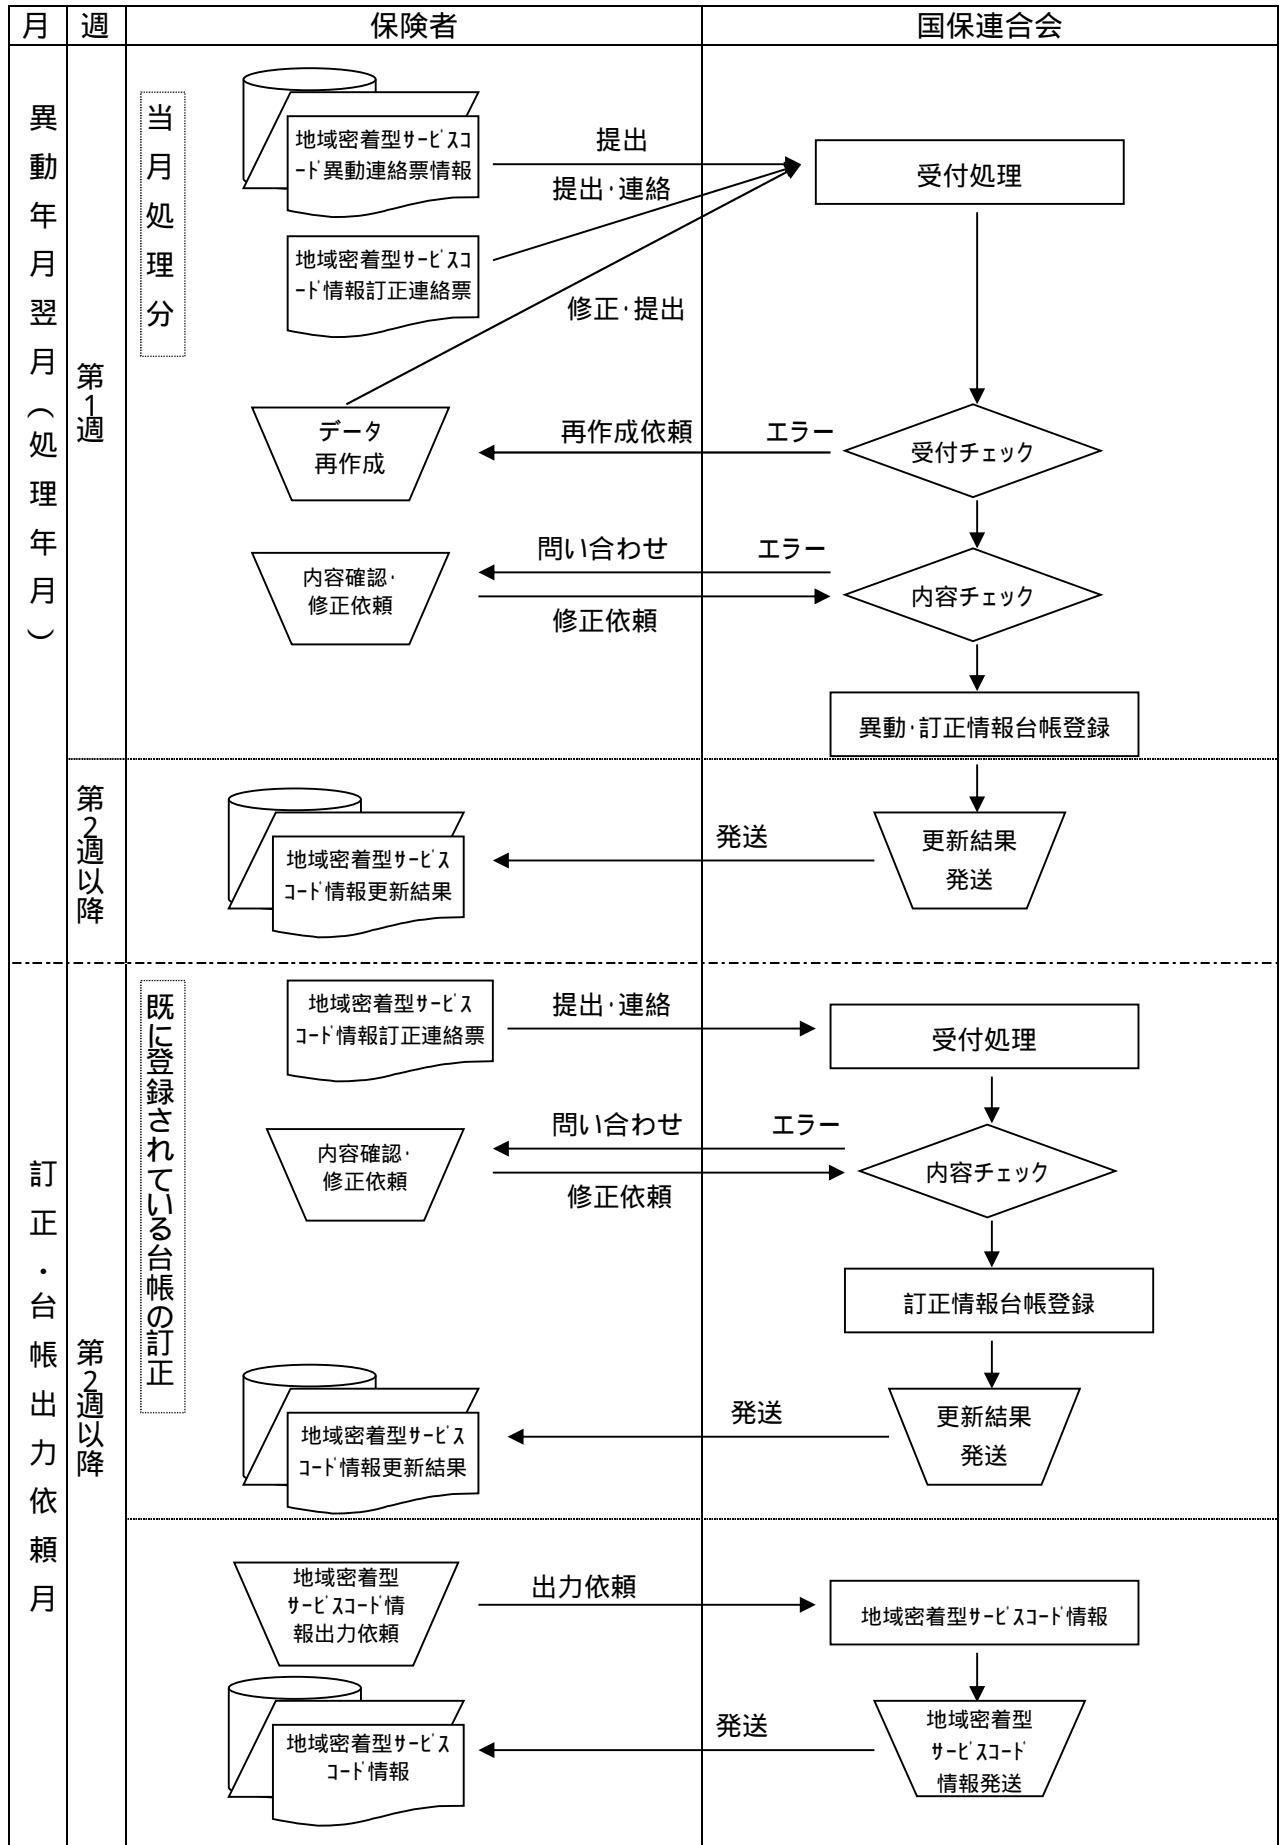 月
週
保険者
国保連合会
異動年月翌月（処理年月）
第1週
当月処理分
地域密着型ｻｰﾋﾞｽｺ
ｰﾄﾞ異動連絡票情報
提出
受付処理
提出･連絡
地域密着型ｻｰﾋﾞｽｺ
ｰﾄﾞ情報訂正連絡票
修正･提出
データ
再作成
再作成依頼
エラー
受付チェック
内容確認･
修正依頼
問い合わせ
エラー
修正依頼
内容チェック
異動･訂正情報台帳登録
第2週以降
地域密着型ｻｰﾋﾞｽ
ｺｰﾄﾞ情報更新結果
発送
更新結果
発送
訂正・台帳出力依頼月
第2週以降
既に登録されている台帳の訂正
地域密着型ｻｰﾋﾞｽ
ｺｰﾄﾞ情報訂正連絡票
提出･連絡
受付処理
内容確認･
修正依頼
問い合わせ
エラー
修正依頼
内容チェック
訂正情報台帳登録
地域密着型ｻｰﾋﾞｽ
ｺｰﾄﾞ情報更新結果
発送
更新結果
発送
地域密着型
ｻｰﾋﾞｽｺｰﾄﾞ情
報出力依頼
出力依頼
地域密着型ｻｰﾋﾞｽｺｰﾄﾞ情報
地域密着型ｻｰﾋﾞｽ
ｺｰﾄﾞ情報
発送
地域密着型
ｻｰﾋﾞｽｺｰﾄﾞ
情報発送